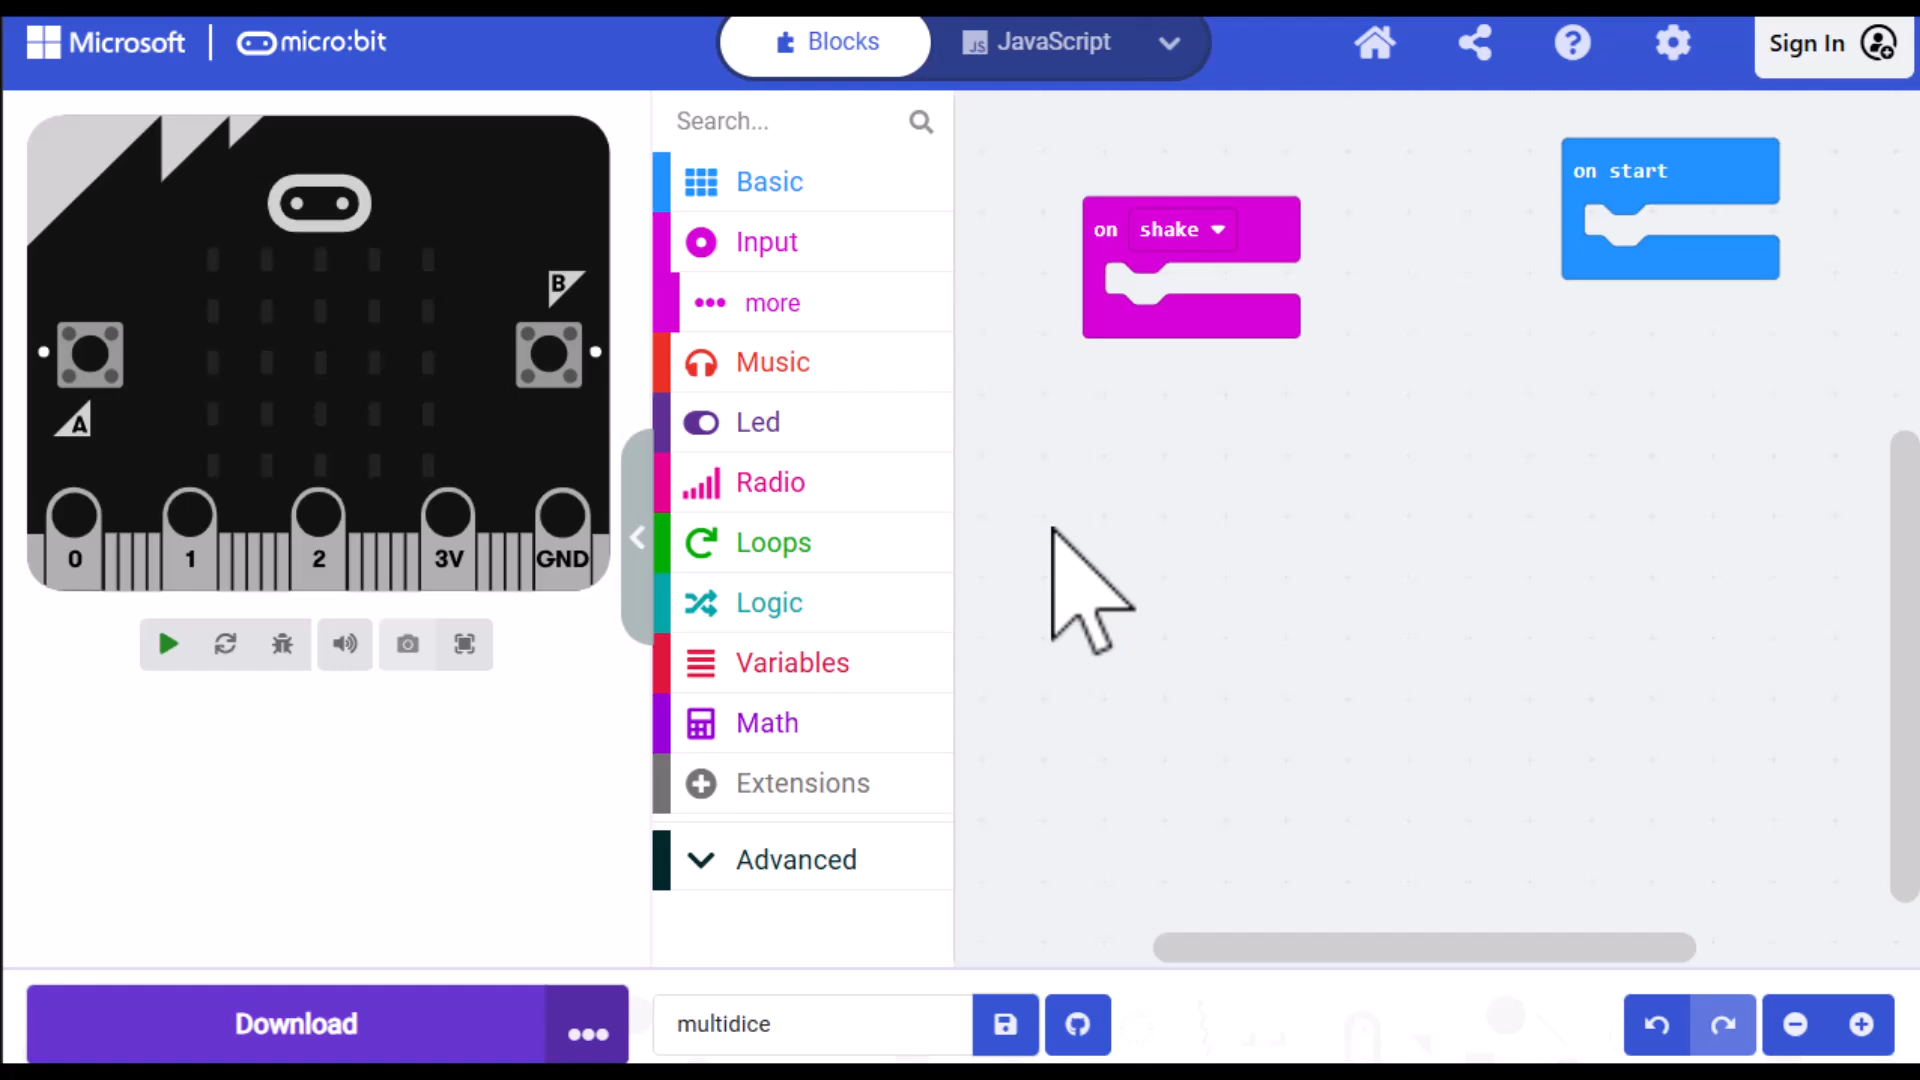 Microsoft | micro:bit
Blocks
JS JavaScript
Sign In
Search...
Basic
Input
more
Music
Led
Radio
Loops
Logic
Variables
Math
Extensions
Advanced
B
A
0 1 2 3V GND
on shake
on start
Download
multidice